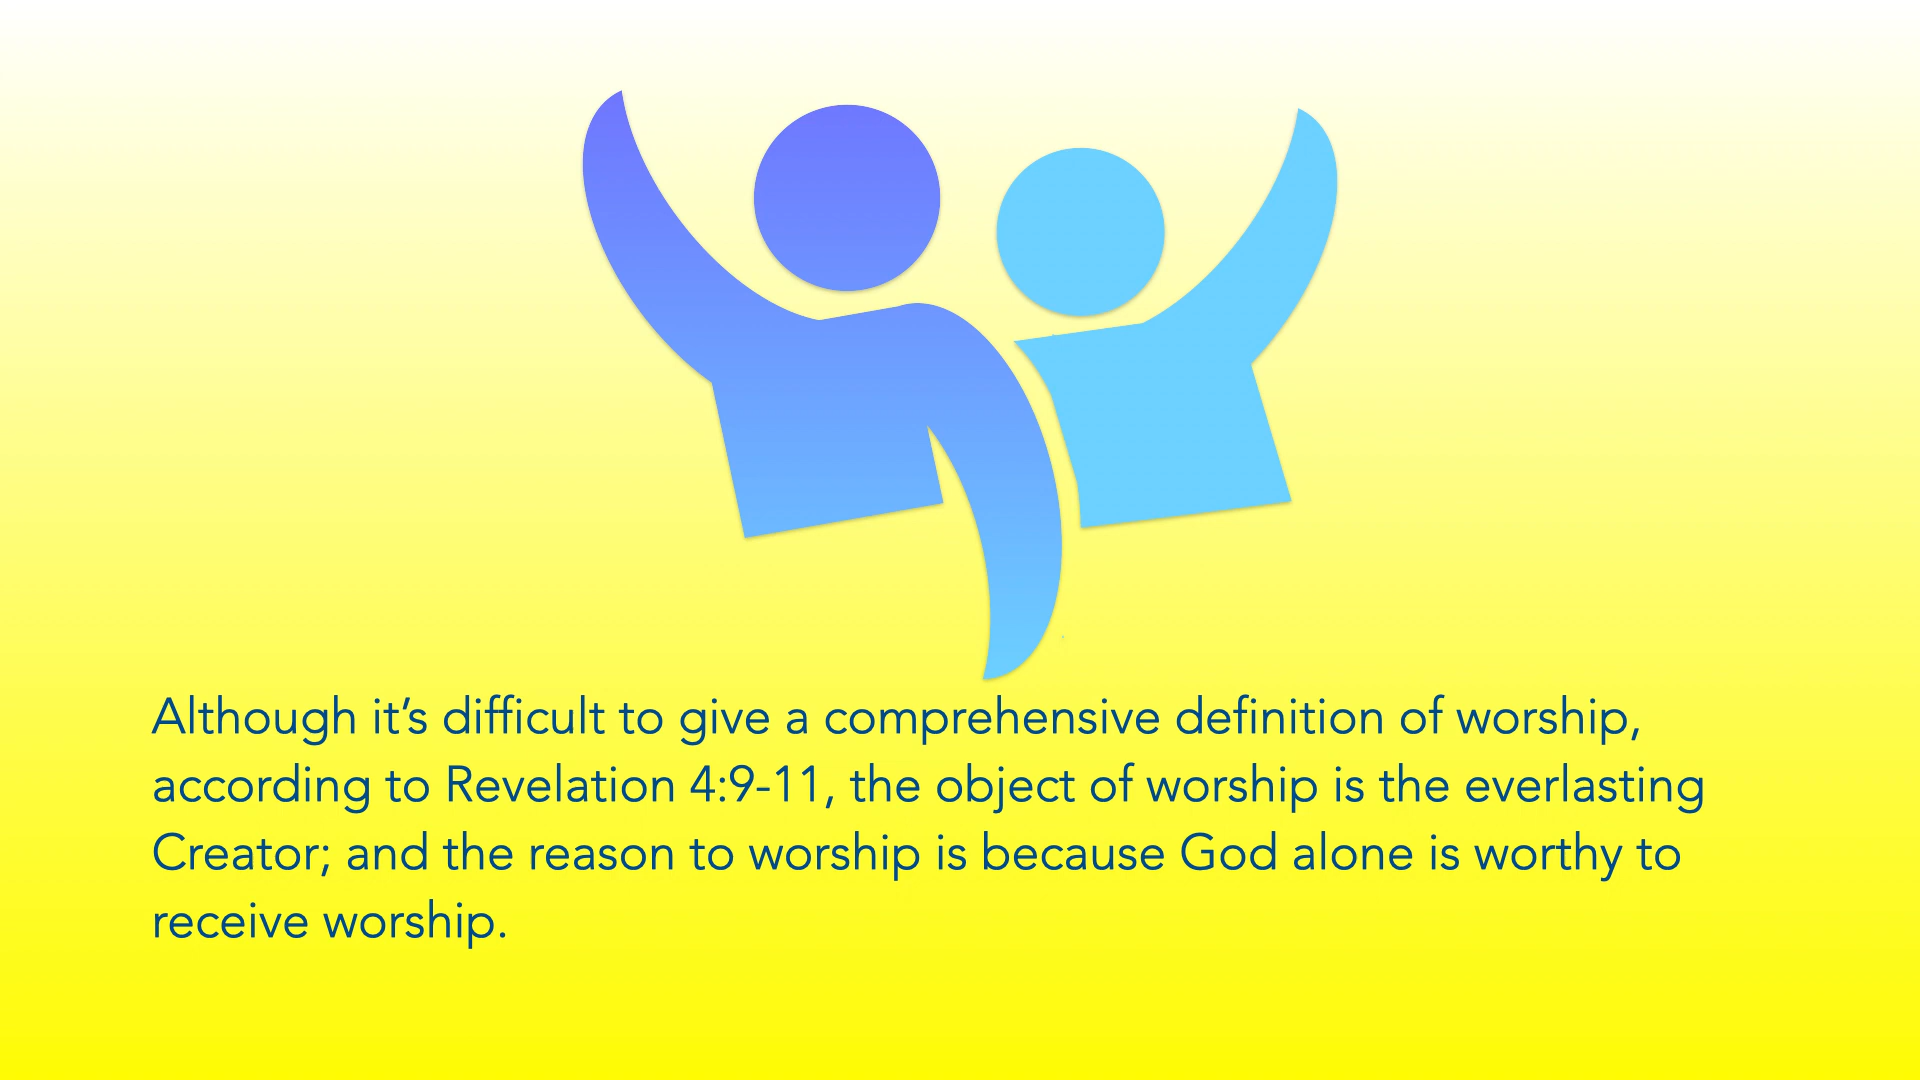 Although it’s difficult to give a comprehensive definition of worship,
according to Revelation 4:9-11, the object of worship is the everlasting
Creator; and the reason to worship is because God alone is worthy to
receive worship.